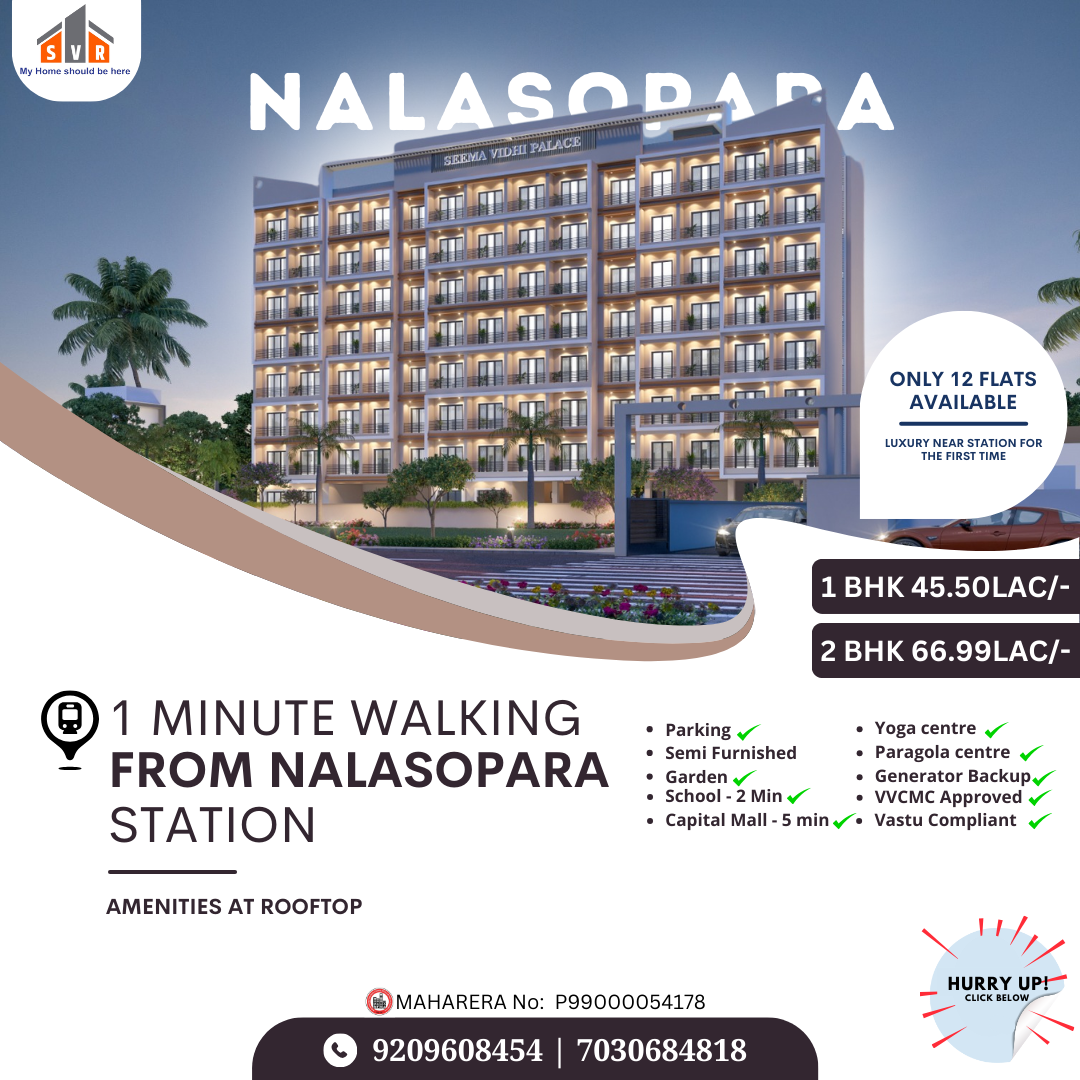 SVR
My Home should be here
NALASOPARA
SEEMA VIDHI PALACE
ONLY 12 FLATS
AVAILABLE
LUXURY NEAR STATION FOR
THE FIRST TIME
1 BHK 45.50LAC/-
2 BHK 66.99LAC/-
1 MINUTE WALKING
FROM NALASOPARA
STATION
AMENITIES AT ROOFTOP
Parking
Semi Furnished
Garden
School - 2 Min
Capital Mall - 5 min
Yoga centre
Paragola centre
Generator Backup
VVCMC Approved
Vastu Compliant
HURRY UP!
CLICK BELOW
MAHARERA No: P99000054178
9209608454 | 7030684818